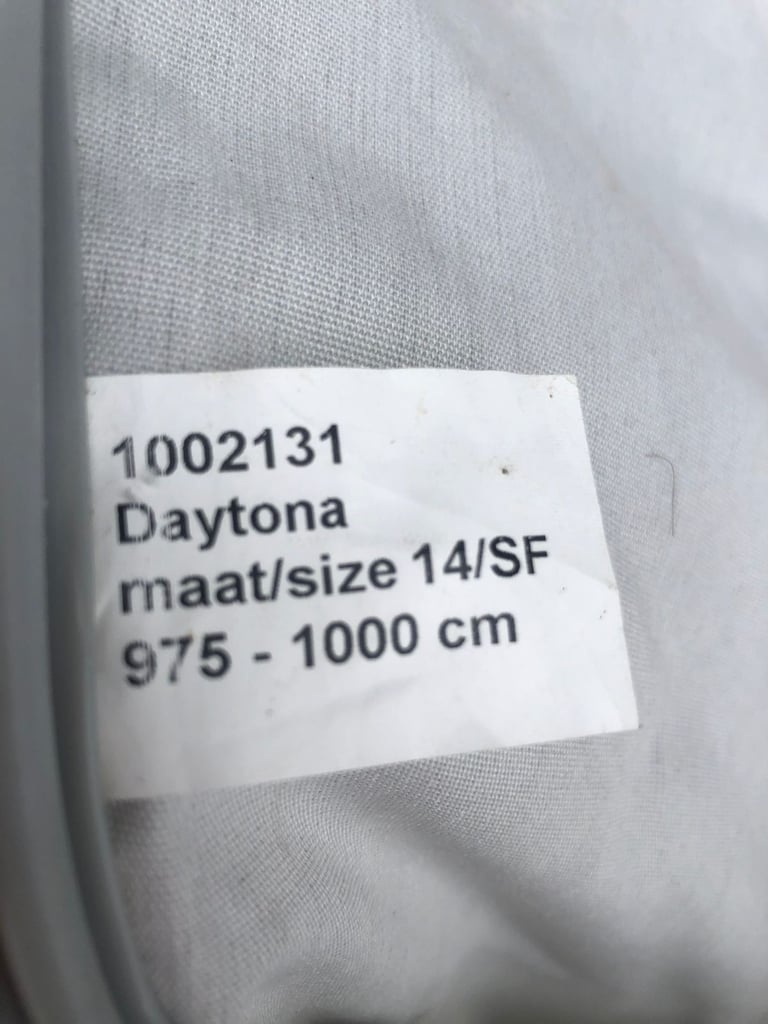 1002131
Daytona
maat/size 14/SF
975 - 1000 cm